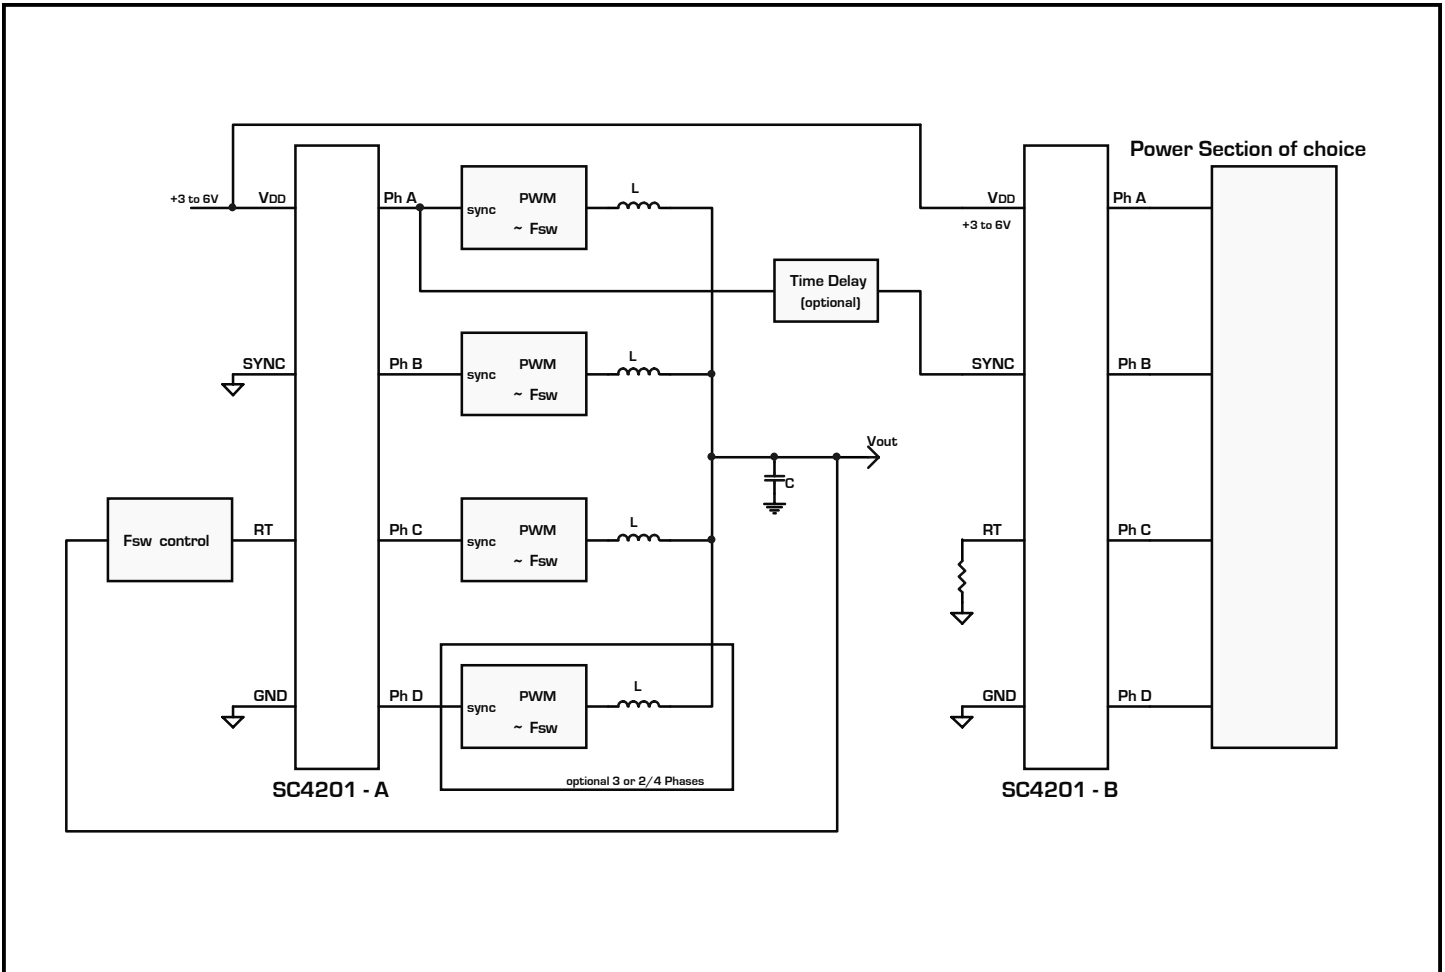 Power Section of choice
+3 to 6V
VDD
Ph A
sync
PWM
~ Fsw
L
VDD
+3 to 6V
Ph A
Time Delay
(optional)
SYNC
Ph B
sync
PWM
~ Fsw
L
SYNC
Ph B
Vout
C
Fsw control
RT
Ph C
sync
PWM
~ Fsw
L
RT
Ph C
GND
Ph D
sync
PWM
~ Fsw
L
GND
Ph D
optional 3 or 2/4 Phases
SC4201 - A
SC4201 - B